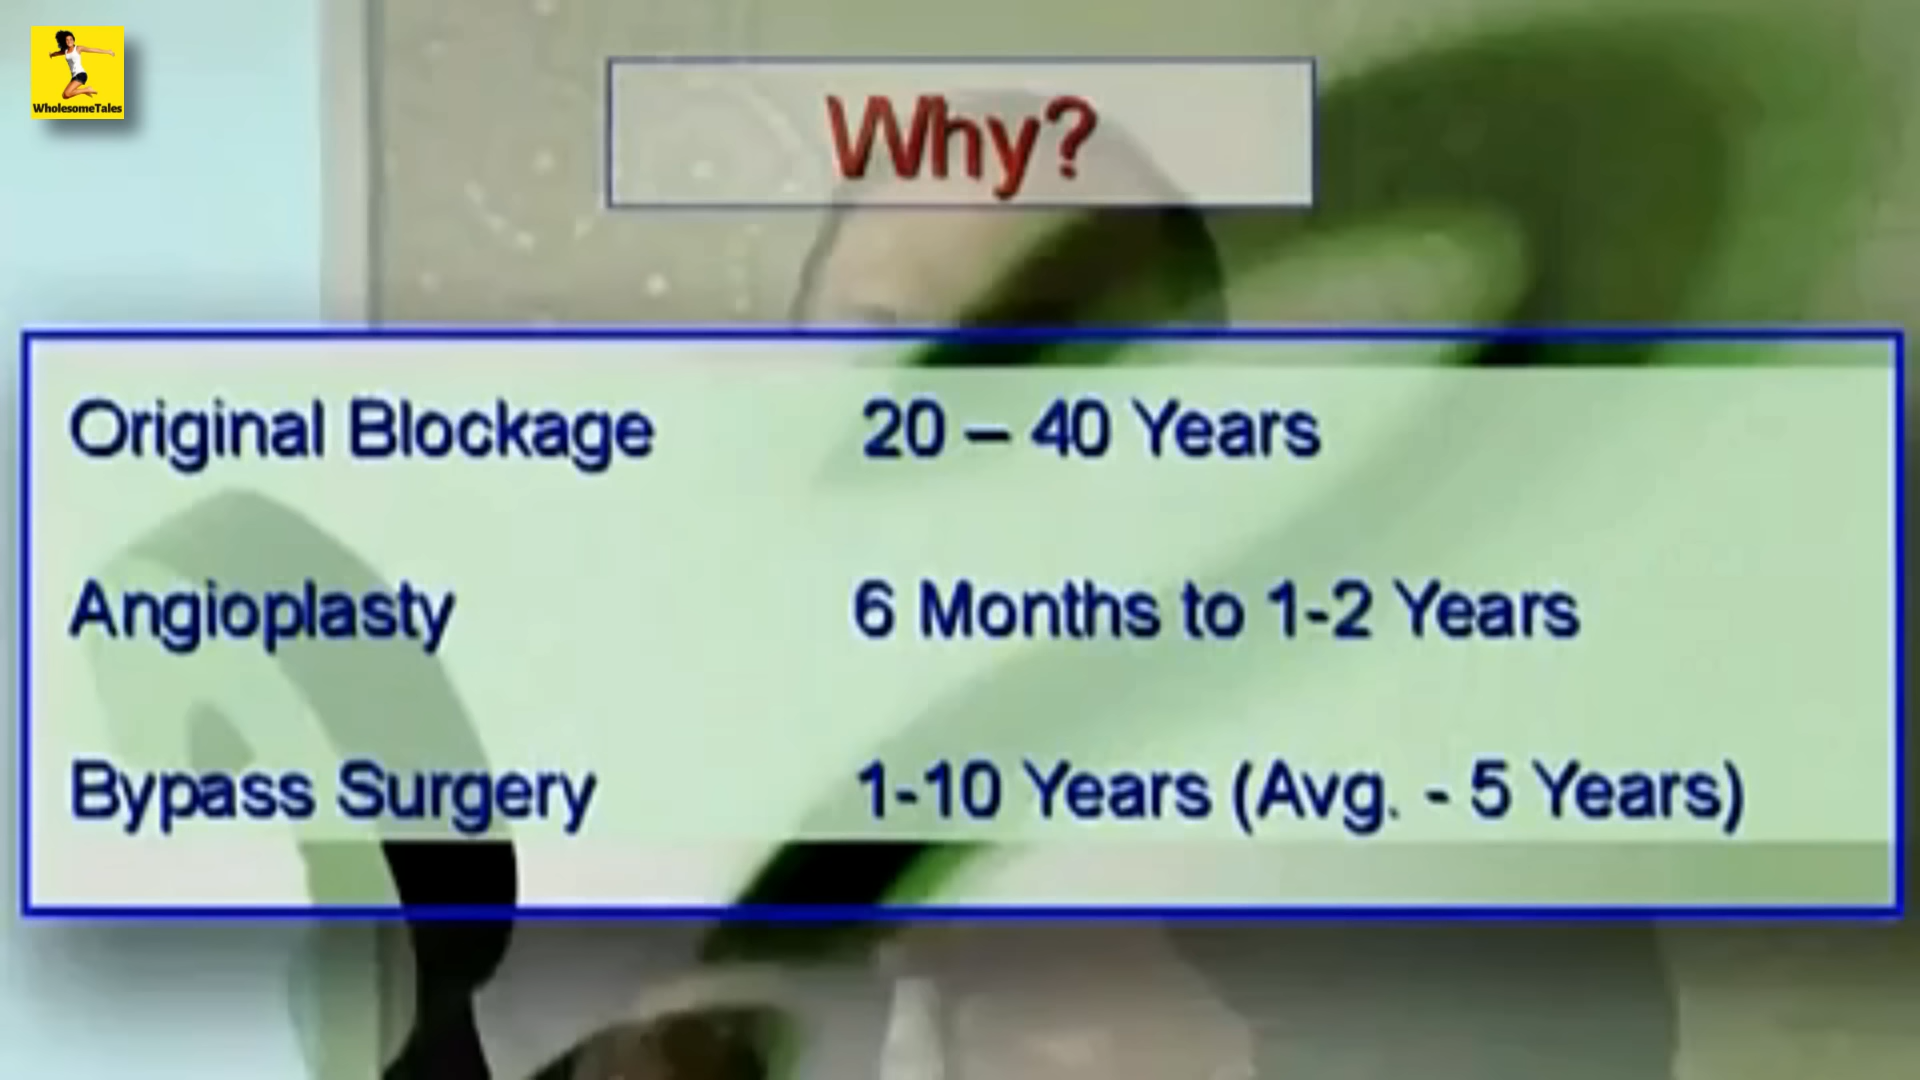 WholesomeTales
Why?
Original Blockage 20 – 40 Years
Angioplasty 6 Months to 1-2 Years
Bypass Surgery 1-10 Years (Avg. - 5 Years)